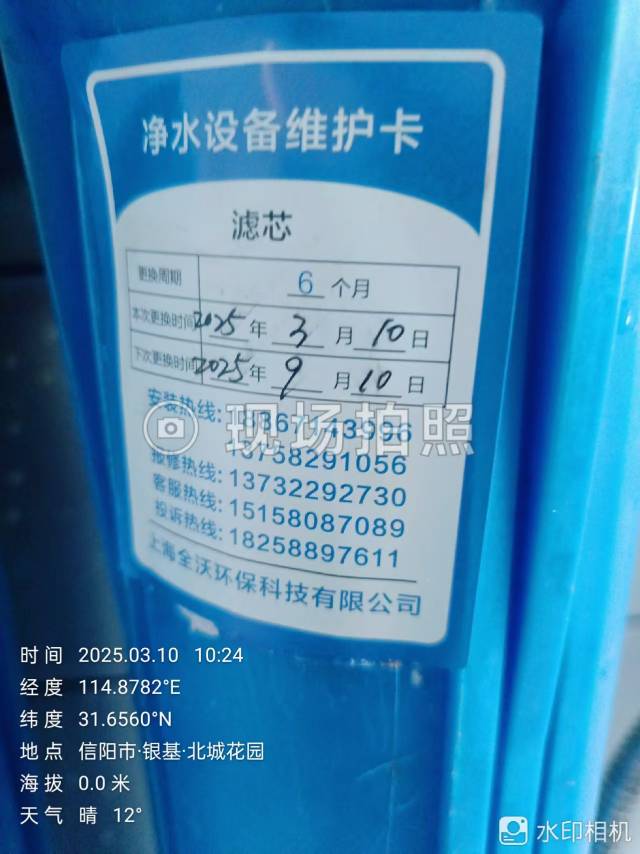 净水设备维护卡
滤芯
更换周期 6 个月
本次更换时间 2025 年 3 月 10 日
下次更换时间 2025 年 9 月 10 日
安装热线: 18367143996
58291056
报修热线: 13732292730
客服热线: 15158087089
投诉热线: 18258897611
上海全沃环保科技有限公司
现场拍照
时间 2025.03.10 10:24
经度 114.8782°E
纬度 31.6560°N
地点 信阳市·银基·北城花园
海拔 0.0 米
天气 晴 12°
水印相机